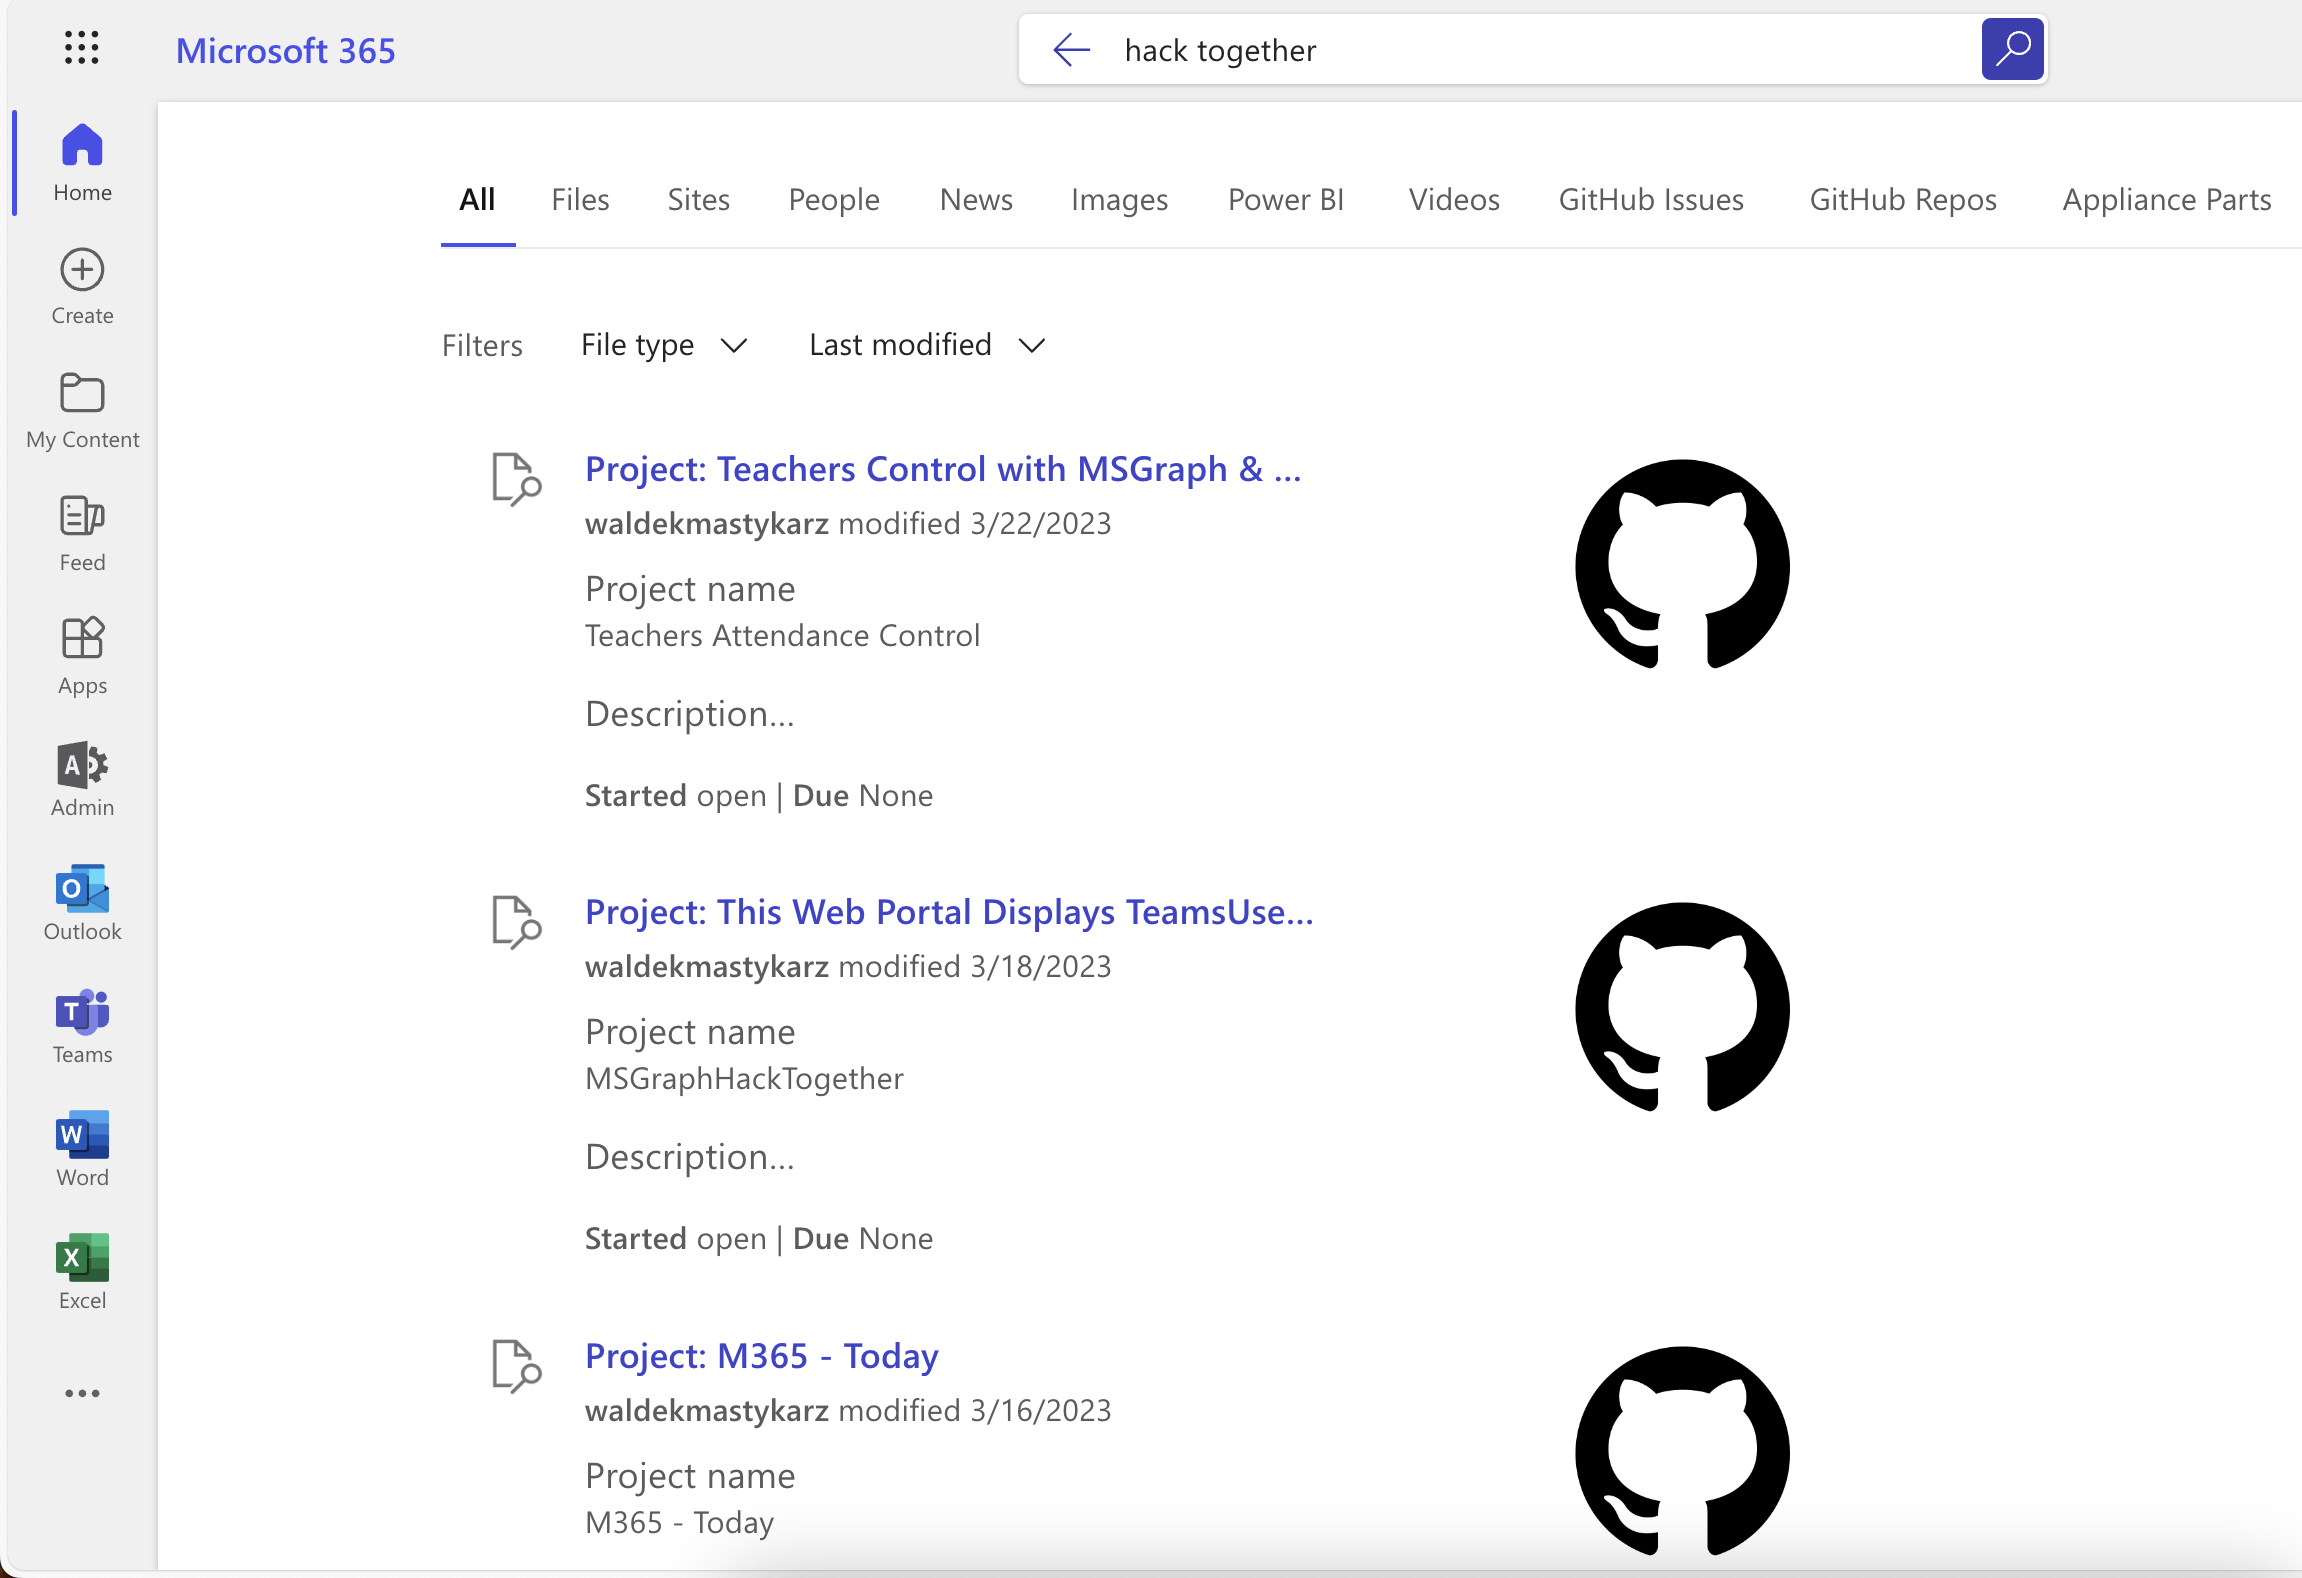 Microsoft 365
hack together
Home
Create
My Content
Feed
Apps
Admin
Outlook
Teams
Word
Excel
All Files Sites People News Images Power BI Videos GitHub Issues GitHub Repos Appliance Parts
Filters File type Last modified
Project: Teachers Control with MSGraph & ...
waldekmastykarz modified 3/22/2023
Project name
Teachers Attendance Control
Description...
Started open | Due None
Project: This Web Portal Displays TeamsUse...
waldekmastykarz modified 3/18/2023
Project name
MSGraphHackTogether
Description...
Started open | Due None
Project: M365 - Today
waldekmastykarz modified 3/16/2023
Project name
M365 - Today